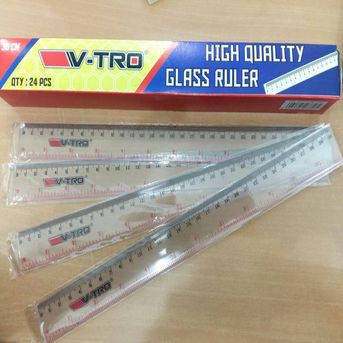 30 CM
V-TRO
QTY : 24 PCS
HIGH QUALITY
GLASS RULER
V-TRO
V-TRO
V-TRO
V-TRO